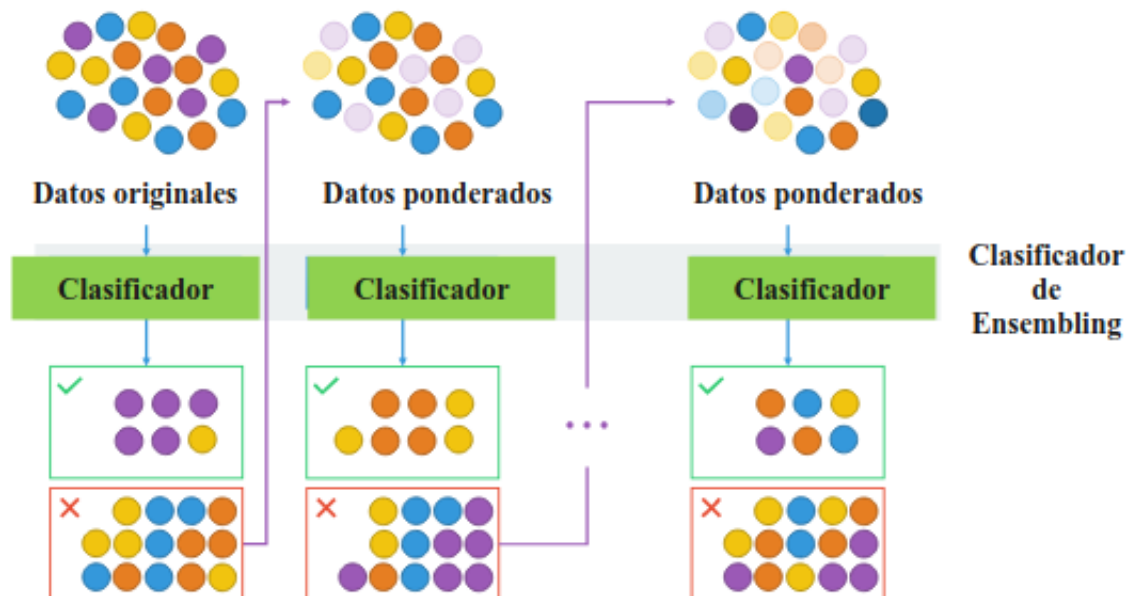 Datos originales
Datos ponderados
Datos ponderados
Clasificador
Clasificador
Clasificador
Clasificador
de
Ensembling
...